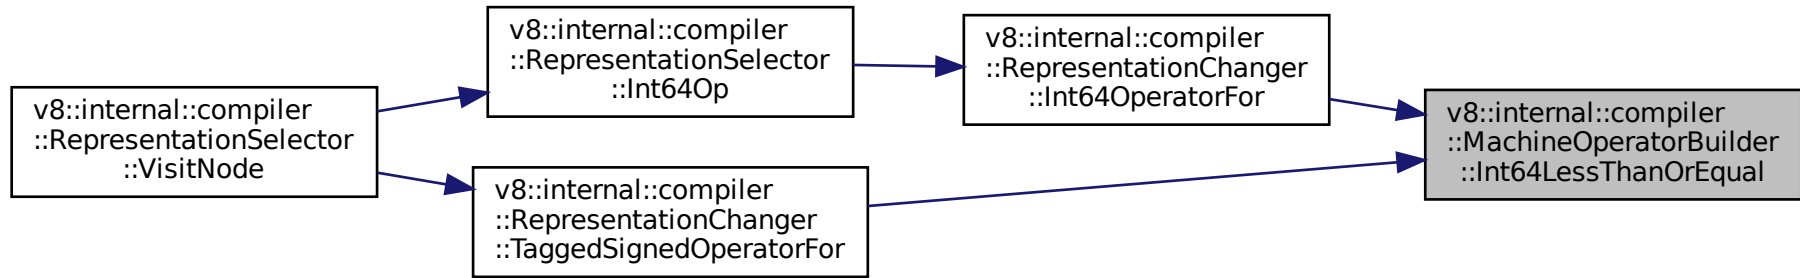 v8::internal::compiler
::RepresentationSelector
::VisitNode
v8::internal::compiler
::RepresentationSelector
::Int64Op
v8::internal::compiler
::RepresentationChanger
::TaggedSignedOperatorFor
v8::internal::compiler
::RepresentationChanger
::Int64OperatorFor
v8::internal::compiler
::MachineOperatorBuilder
::Int64LessThanOrEqual